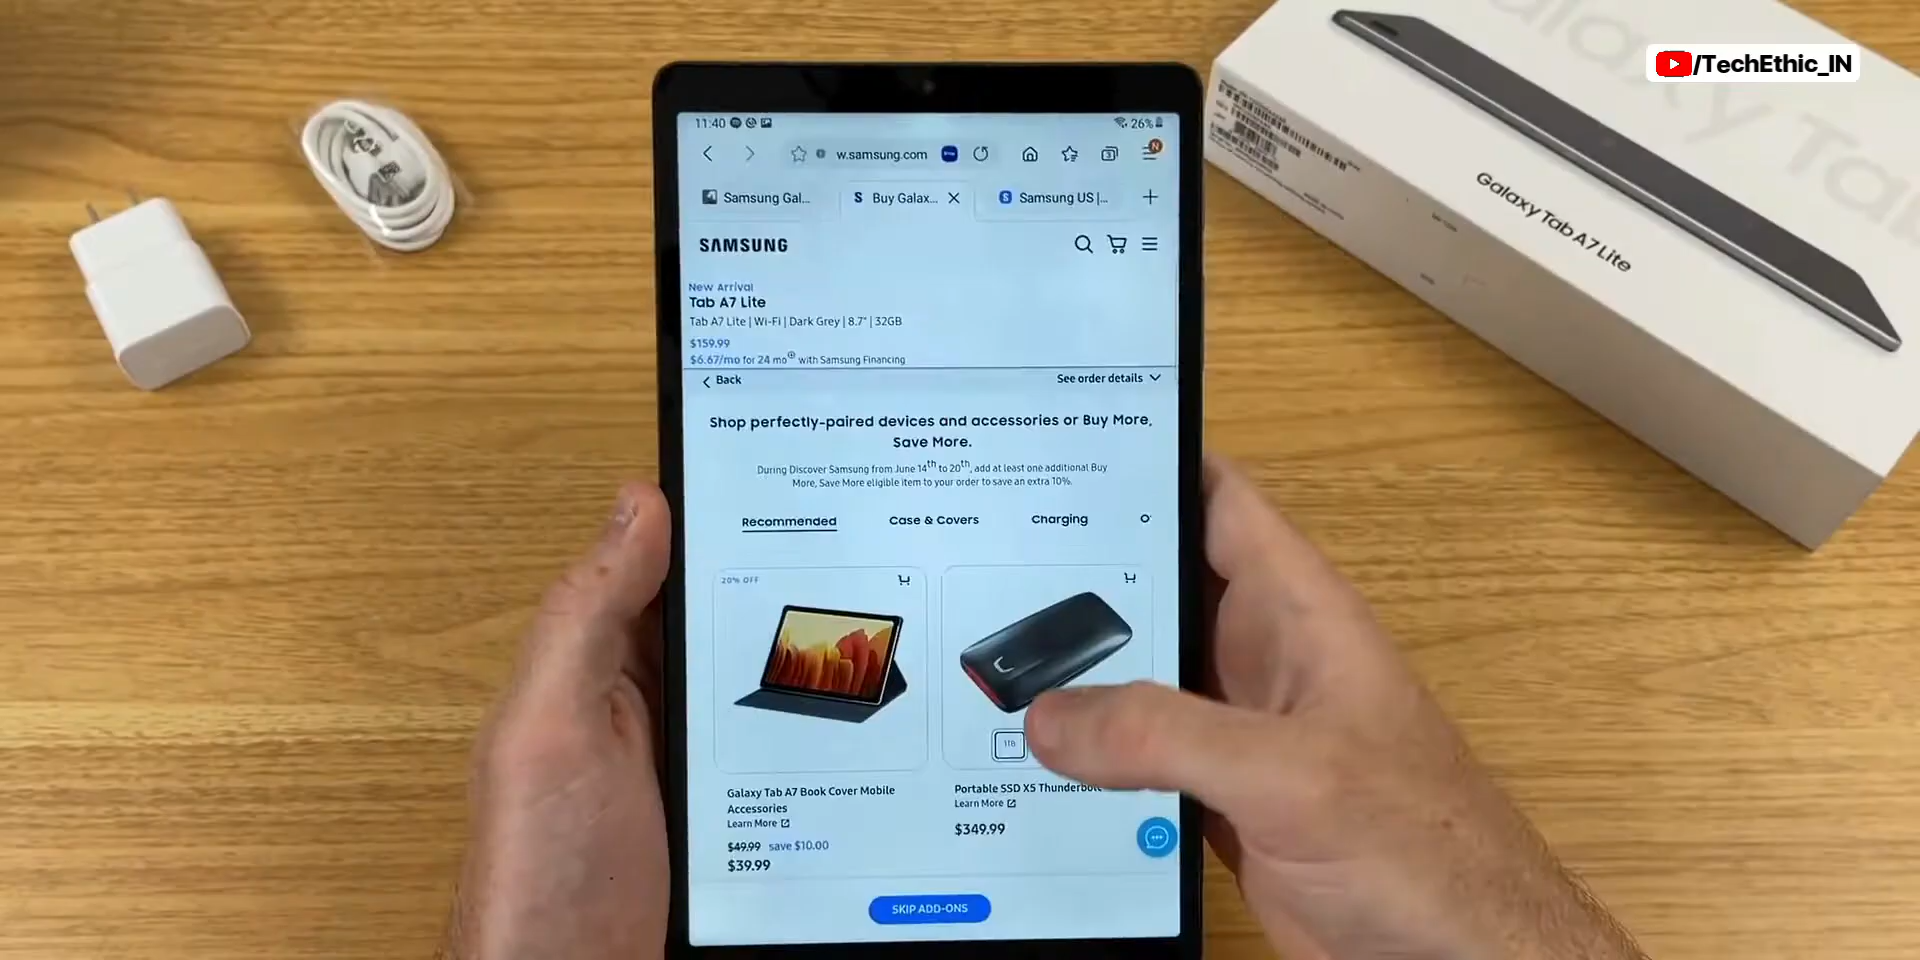 /TechEthic_IN
Galaxy Tab
Galaxy Tab A7 Lite
11:40
26%
w.samsung.com
Samsung Gal...
S Buy Galax...
S Samsung US |...
SAMSUNG
New Arrival
Tab A7 Lite
Tab A7 Lite | Wi-Fi | Dark Grey | 8.7" | 32GB
$159.99
$6.67/mo for 24 mo with Samsung Financing
Back
See order details
Shop perfectly-paired devices and accessories or Buy More,
Save More.
During Discover Samsung from June 14th to 20th, add at least one additional Buy
More, Save More eligible item to your order to save an extra 10%.
Recommended
Case & Covers
Charging
20% OFF
1TB
Galaxy Tab A7 Book Cover Mobile
Accessories
Learn More
$49.99 save $10.00
$39.99
Portable SSD X5 Thunderbolt
Learn More
$349.99
SKIP ADD-ONS